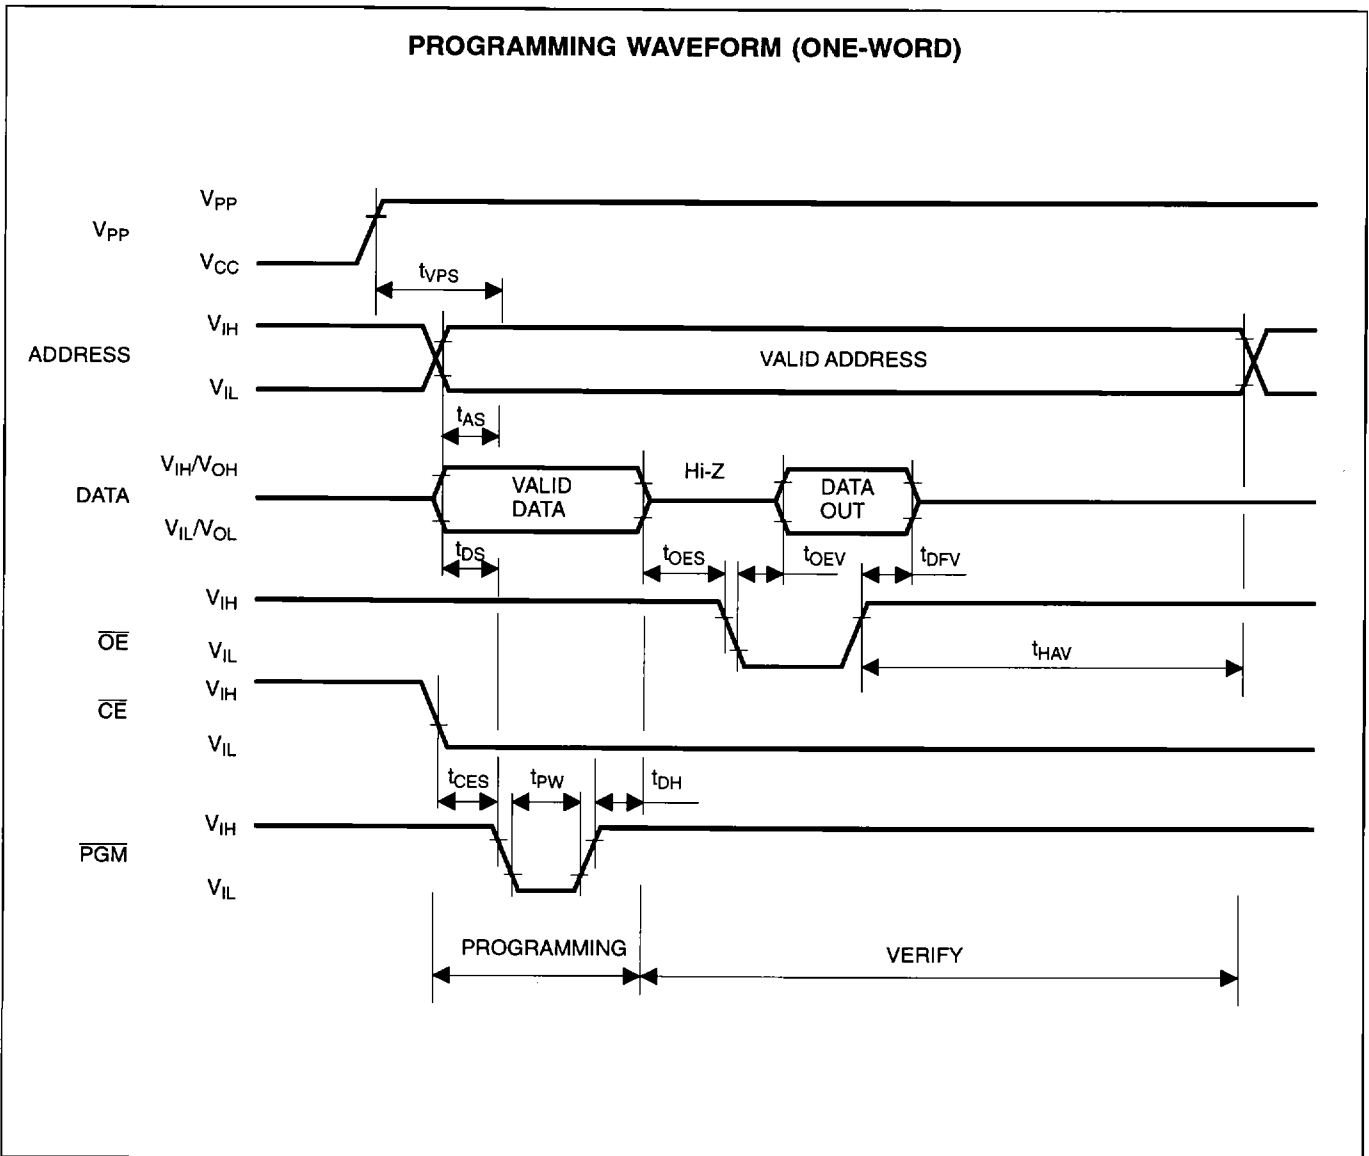 PROGRAMMING WAVEFORM (ONE-WORD)
VPP
VPP
VCC
tVPS
ADDRESS
VIH
VIL
VALID ADDRESS
tAS
DATA
VIH/VOH
VIL/VOL
VALID
DATA
Hi-Z
DATA
OUT
tDS
tOES
tOEV
tDFV
OE
VIH
VIL
tHAV
CE
VIH
VIL
tCES
tPW
tDH
PGM
VIH
VIL
PROGRAMMING
VERIFY